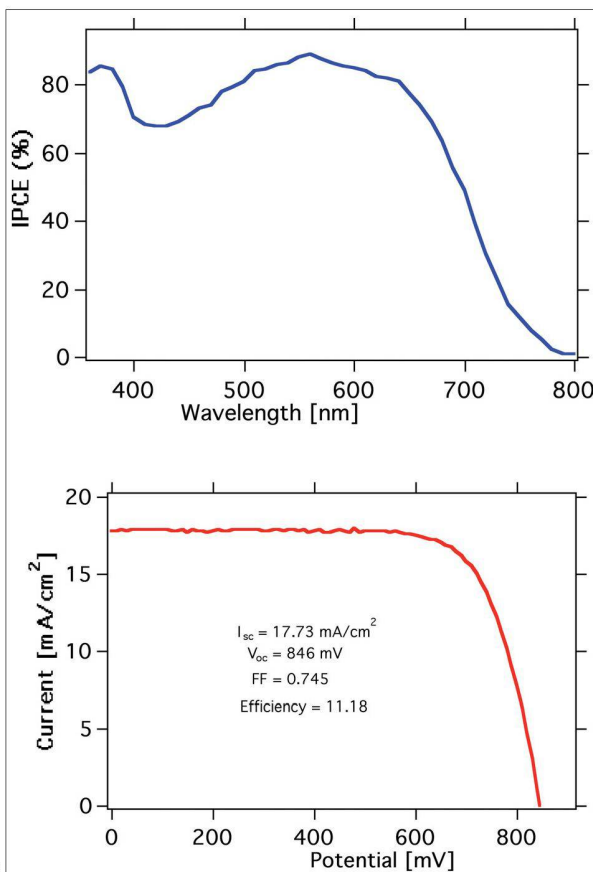 80
60
40
20
0
IPCE (%)
400
500
600
700
800
Wavelength [nm]
20
15
10
5
0
Current [mA/cm²]
I_sc = 17.73 mA/cm²
V_oc = 846 mV
FF = 0.745
Efficiency = 11.18
0
200
400
600
800
Potential [mV]